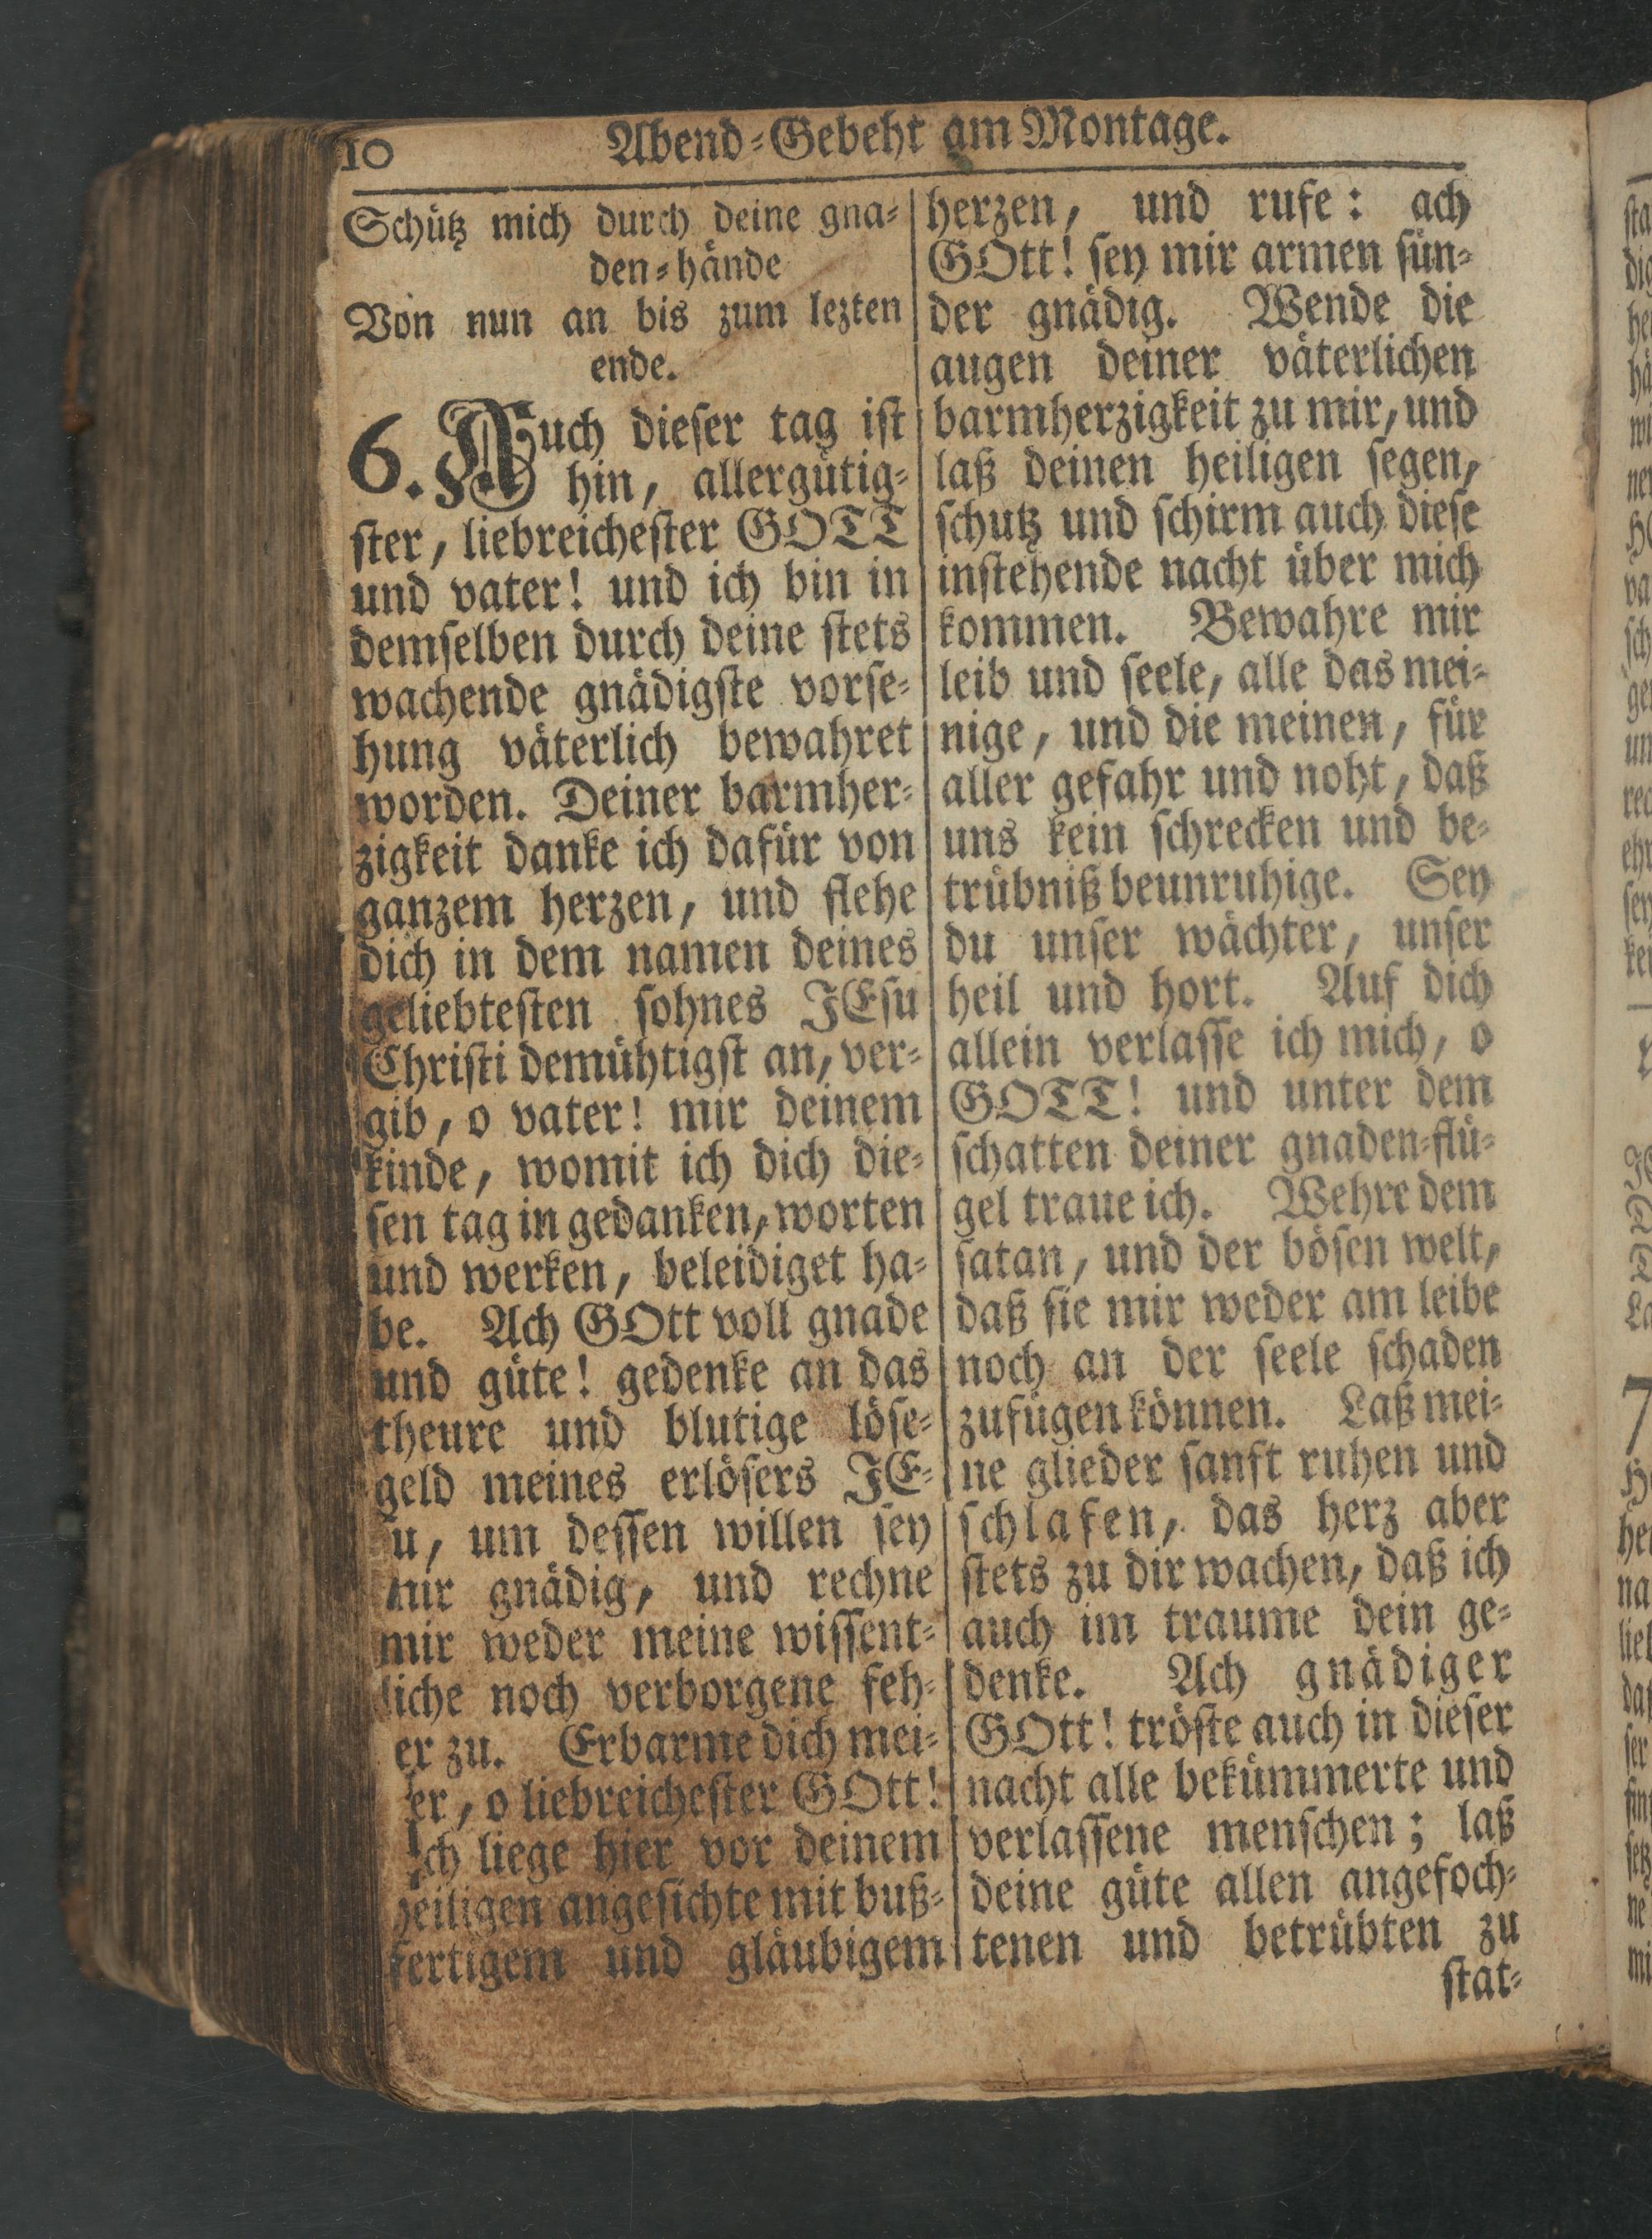 10
Abend-Gebeht am Montage.
Schütz mich durch deine gna-
den-hände
Von nun an bis zum lezten
ende.
6. Auch dieser tag ist
hin, allergütig-
ster, liebreichester GOTT
und vater! und ich bin in
demselben durch deine stets
wachende gnädigste vorse-
hung väterlich bewahret
worden. Deiner barmher-
zigkeit danke ich dafür von
ganzem herzen, und flehe
dich in dem namen deines
geliebtesten sohnes JEsu
Christi demühtigst an, ver-
gib, o vater! mir deinem
kinde, womit ich dich die-
sen tag in gedanken, worten
und werken, beleidiget ha-
be. Ach GOtt voll gnade
und güte! gedenke an das
theure und blutige löse-
geld meines erlösers JE-
u, um dessen willen sey
mir gnädig, und rechne
mir weder meine wissent-
liche noch verborgene feh-
er zu. Erbarme dich mei-
er, o liebreichester GOtt!
Ich liege hier vor deinem
heiligen angesichte mit buß-
fertigem und gläubigem
herzen, und rufe: ach
GOtt! sey mir armen sün-
der gnädig. Wende die
augen deiner väterlichen
barmherzigkeit zu mir, und
laß deinen heiligen segen,
schutz und schirm auch diese
instehende nacht über mich
kommen. Bewahre mir
leib und seele, alle das mei-
nige, und die meinen, für
aller gefahr und noht, daß
uns kein schrecken und be-
trübniß beunruhige. Sey
du unser wächter, unser
heil und hort. Auf dich
allein verlasse ich mich, o
GOTT! und unter dem
schatten deiner gnaden-flü-
gel traue ich. Wehre dem
satan, und der bösen welt,
daß sie mir weder am leibe
noch an der seele schaden
zufügen können. Laß mei-
ne glieder sanft ruhen und
schlafen, das herz aber
stets zu dir wachen, daß ich
auch im traume dein ge-
denke. Ach gnädiger
GOtt! tröste auch in dieser
nacht alle bekümmerte und
verlassene menschen; laß
deine güte allen angefoch-
tenen und betrübten zu
stat-